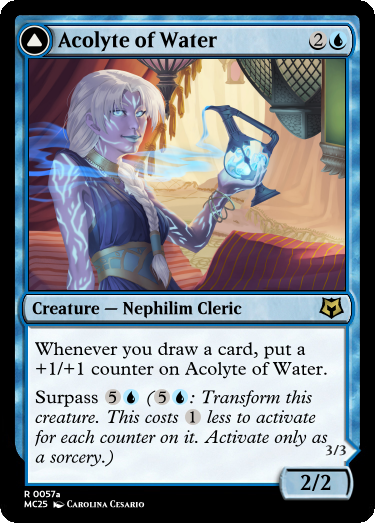 Acolyte of Water 2
Creature — Nephilim Cleric
Whenever you draw a card, put a
+1/+1 counter on Acolyte of Water.
Surpass 5 (5 : Transform this
creature. This costs 1 less to activate
for each counter on it. Activate only as
a sorcery.)
3/3
2/2
R 0057a
MC25 Carolina Cesario